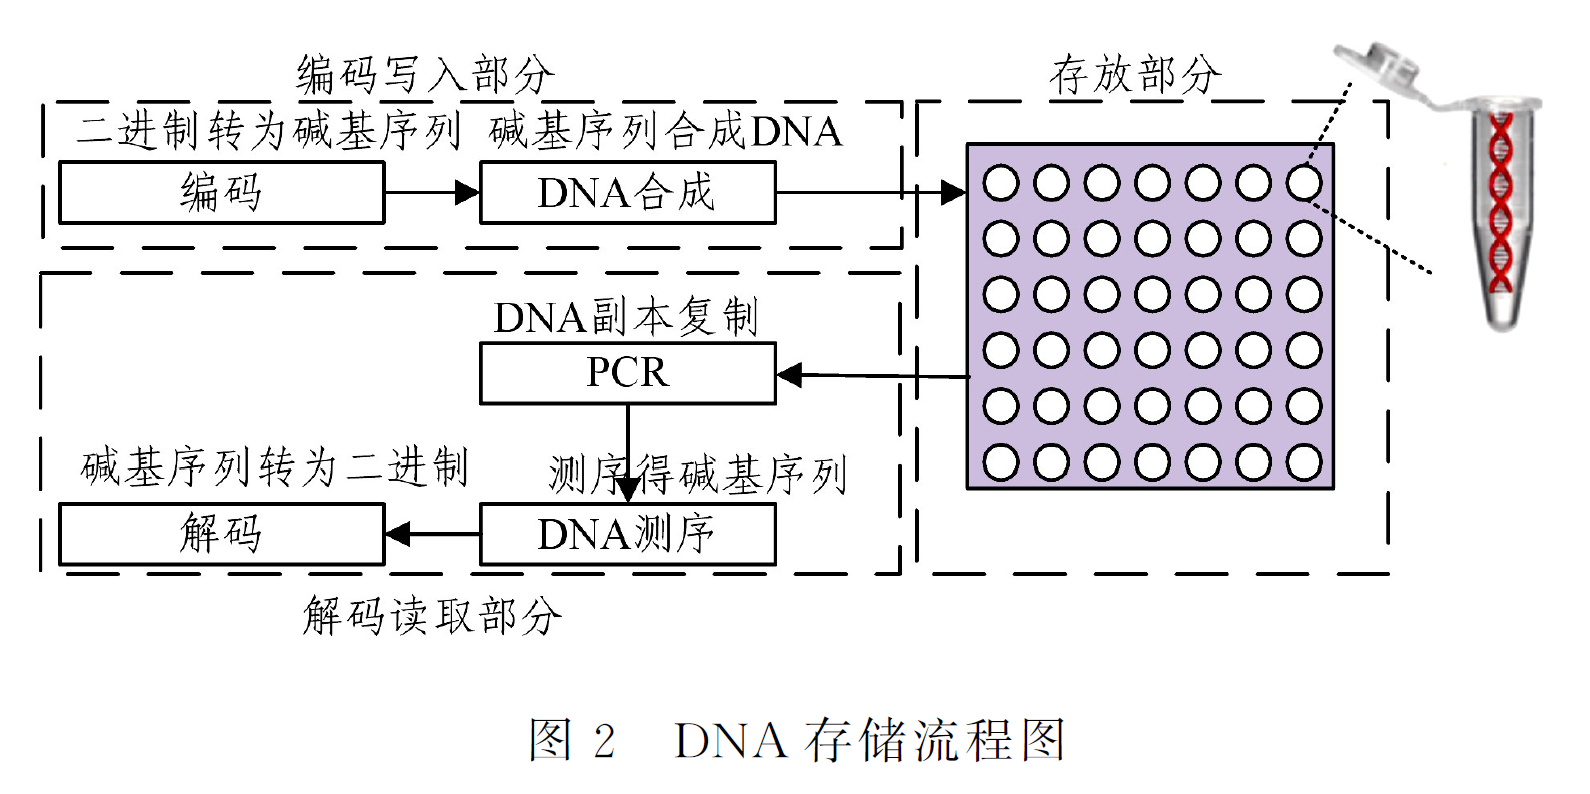 编码写入部分
存放部分
二进制转为碱基序列 碱基序列合成DNA
编码
DNA合成
DNA副本复制
PCR
碱基序列转为二进制
测序得碱基序列
解码
DNA测序
解码读取部分
图 2 DNA 存储流程图